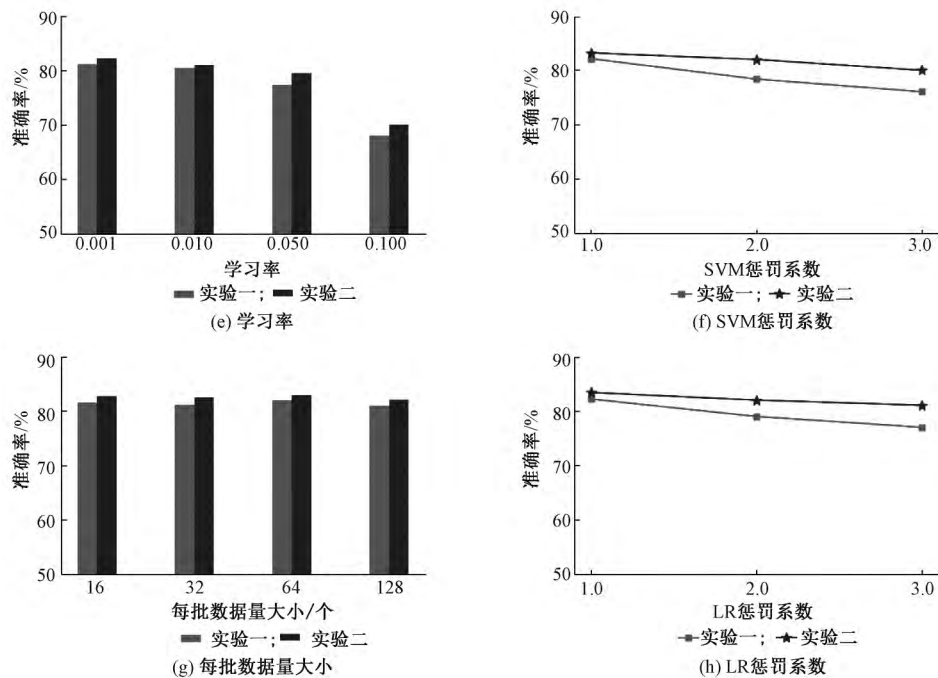 90
80
70
60
50
准确率/%
0.001 0.010 0.050 0.100
学习率
实验一; 实验二
(e) 学习率
90
80
70
60
50
准确率/%
1.0 2.0 3.0
SVM惩罚系数
实验一; 实验二
(f) SVM惩罚系数
90
80
70
60
50
准确率/%
16 32 64 128
每批数据量大小/个
实验一; 实验二
(g) 每批数据量大小
90
80
70
60
50
准确率/%
1.0 2.0 3.0
LR惩罚系数
实验一; 实验二
(h) LR惩罚系数